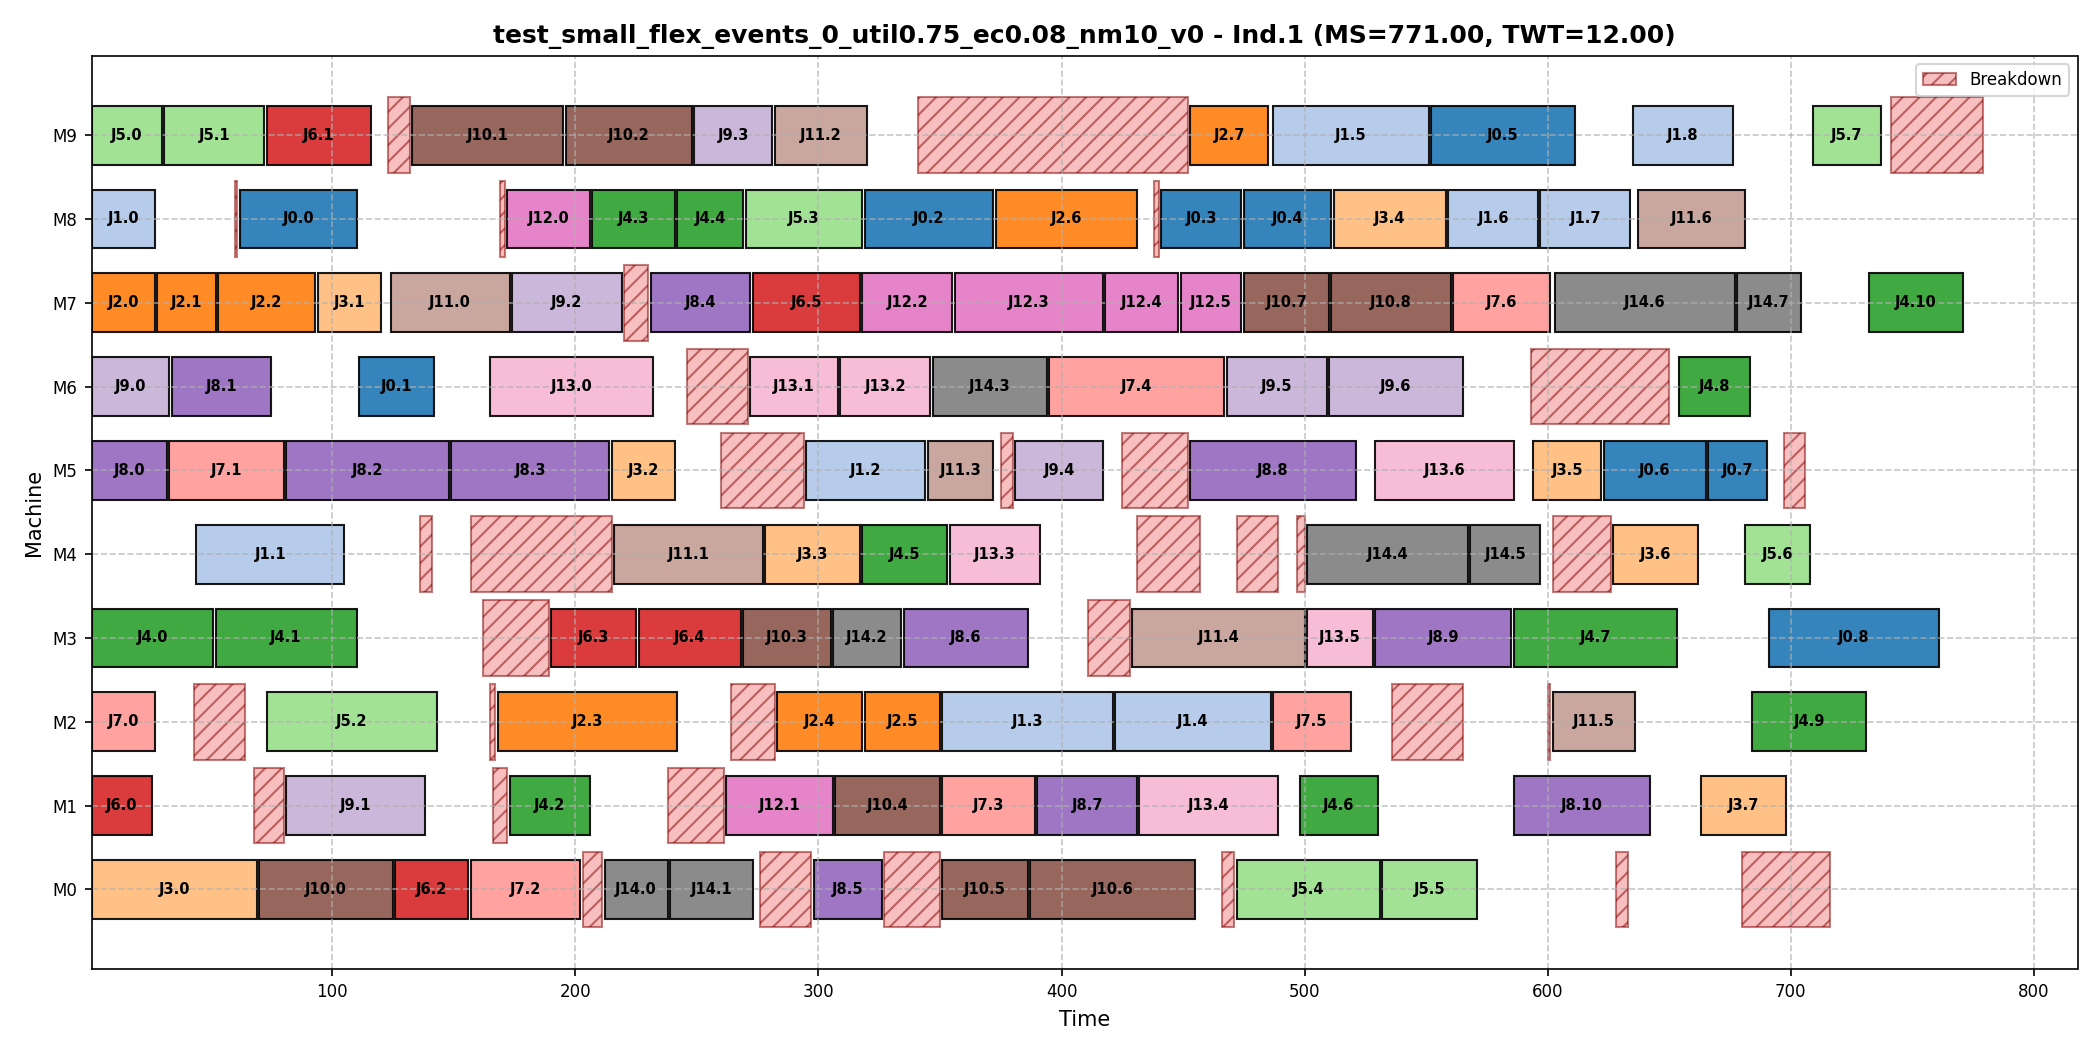 test_small_flex_events_0_util0.75_ec0.08_nm10_v0 - Ind.1 (MS=771.00, TWT=12.00)
Breakdown
M9 J5.0 J5.1 J6.1 J10.1 J10.2 J9.3 J11.2 J2.7 J1.5 J0.5 J1.8 J5.7
M8 J1.0 J0.0 J12.0 J4.3 J4.4 J5.3 J0.2 J2.6 J0.3 J0.4 J3.4 J1.6 J1.7 J11.6
M7 J2.0 J2.1 J2.2 J3.1 J11.0 J9.2 J8.4 J6.5 J12.2 J12.3 J12.4 J12.5 J10.7 J10.8 J7.6 J14.6 J14.7 J4.10
M6 J9.0 J8.1 J0.1 J13.0 J13.1 J13.2 J14.3 J7.4 J9.5 J9.6 J4.8
M5 J8.0 J7.1 J8.2 J8.3 J3.2 J1.2 J11.3 J9.4 J8.8 J13.6 J3.5 J0.6 J0.7
M4 J1.1 J11.1 J3.3 J4.5 J13.3 J14.4 J14.5 J3.6 J5.6
M3 J4.0 J4.1 J6.3 J6.4 J10.3 J14.2 J8.6 J11.4 J13.5 J8.9 J4.7 J0.8
M2 J7.0 J5.2 J2.3 J2.4 J2.5 J1.3 J1.4 J7.5 J11.5 J4.9
M1 J6.0 J9.1 J4.2 J12.1 J10.4 J7.3 J8.7 J13.4 J4.6 J8.10 J3.7
M0 J3.0 J10.0 J6.2 J7.2 J14.0 J14.1 J8.5 J10.5 J10.6 J5.4 J5.5
Machine
100 200 300 400 500 600 700 800
Time